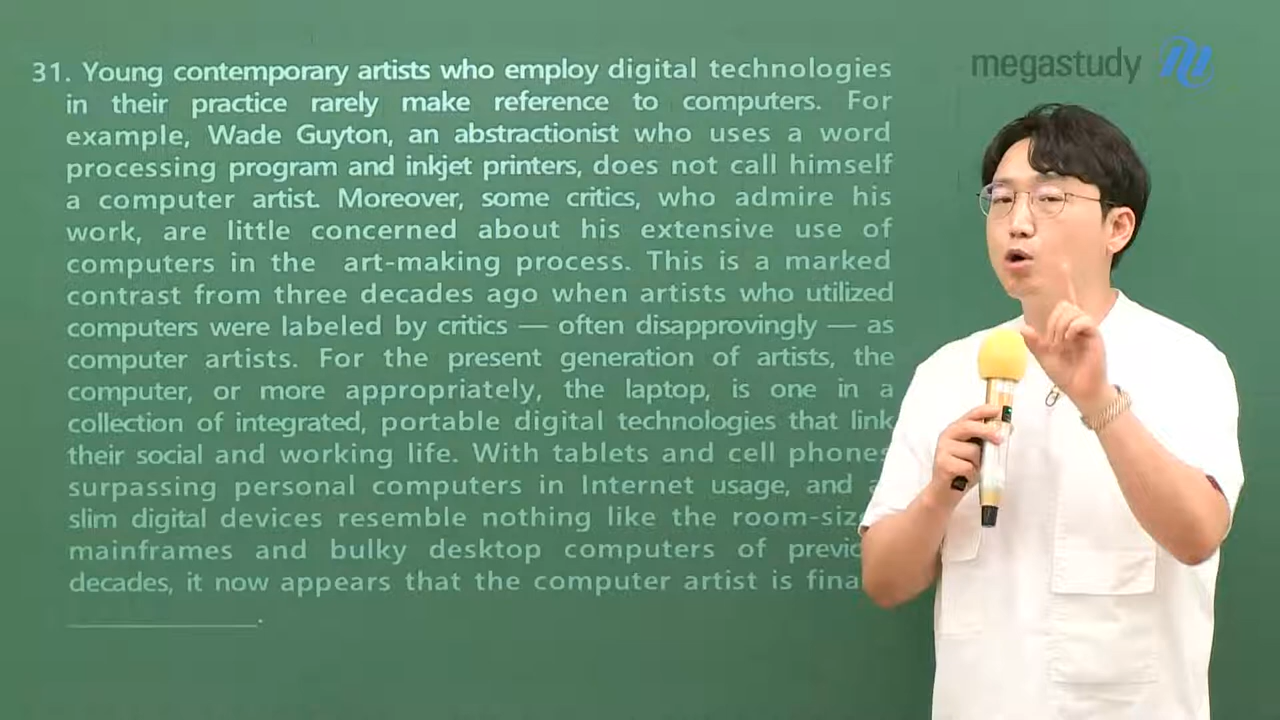 megastudy
31. Young contemporary artists who employ digital technologies
in their practice rarely make reference to computers. For
example, Wade Guyton, an abstractionist who uses a word
processing program and inkjet printers, does not call himself
a computer artist. Moreover, some critics, who admire his
work, are little concerned about his extensive use of
computers in the art-making process. This is a marked
contrast from three decades ago when artists who utilized
computers were labeled by critics — often disapprovingly — as
computer artists. For the present generation of artists, the
computer, or more appropriately, the laptop, is one in a
collection of integrated, portable digital technologies that link
their social and working life. With tablets and cell phones
surpassing personal computers in Internet usage, and a
slim digital devices resemble nothing like the room-siz
mainframes and bulky desktop computers of previo
decades, it now appears that the computer artist is fina
.